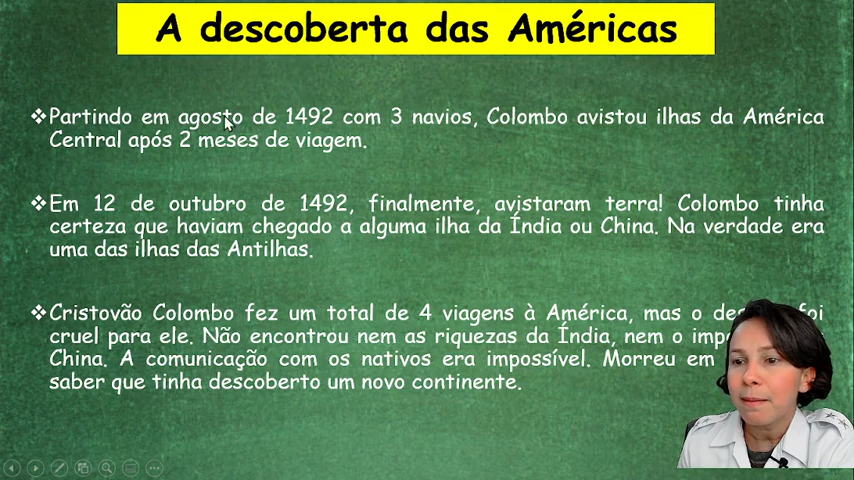 A descoberta das Américas
❖Partindo em agosto de 1492 com 3 navios, Colombo avistou ilhas da América
Central após 2 meses de viagem.
❖Em 12 de outubro de 1492, finalmente, avistaram terra! Colombo tinha
certeza que haviam chegado a alguma ilha da Índia ou China. Na verdade era
uma das ilhas das Antilhas.
❖Cristovão Colombo fez um total de 4 viagens à América, mas o foi
cruel para ele. Não encontrou nem as riquezas da Índia, nem o
China. A comunicação com os nativos era impossível. Morreu em
saber que tinha descoberto um novo continente.